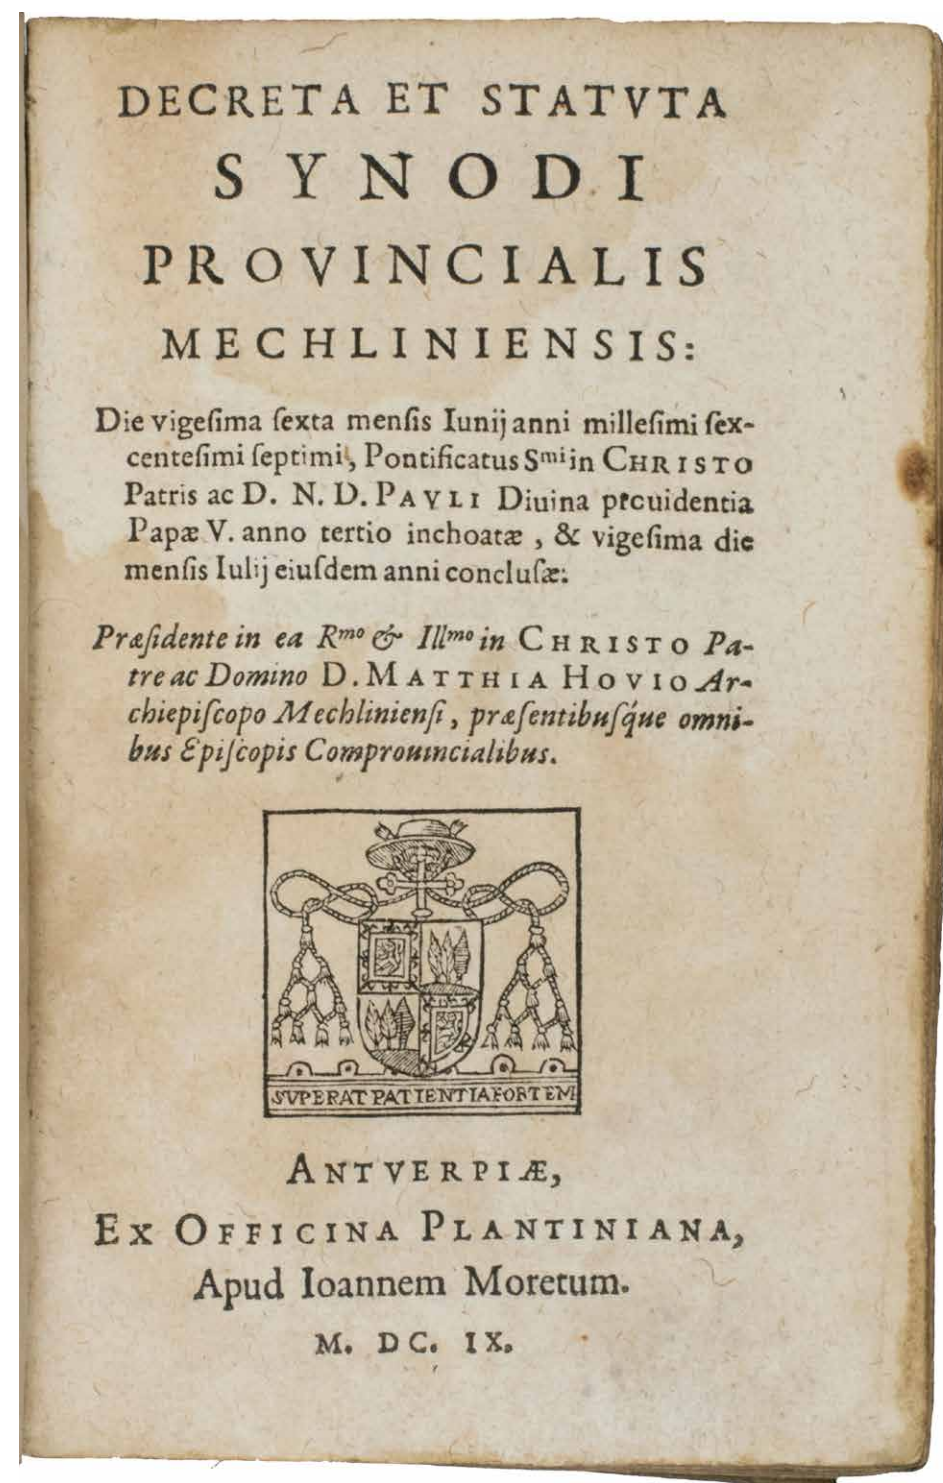 DECRETA ET STATVTA
SYNODI
PROVINCIALIS
MECHLINIENSIS:
Die vigeſima ſexta menſis Iunij anni milleſimi ſex-
centeſimi ſeptimi, Pontificatus Sᵐⁱ in CHRISTO
Patris ac D. N. D. PAVLI Diuina prouidentia
Papæ V. anno tertio inchoatæ, & vigeſima die
menſis Iulij eiuſdem anni concluſæ:
Præſidente in ea Rᵐᵒ & Illᵐᵒ in CHRISTO Pa-
tre ac Domino D. MATTHIA HOVIO Ar-
chiepiſcopo Mechlinienſi, præſentibuſq́ue omni-
bus Epiſcopis Comprouincialibus.
SVPERAT PATIENTIA FORTEM
ANTVERPIÆ,
EX OFFICINA PLANTINIANA,
Apud Ioannem Moretum.
M. DC. IX.